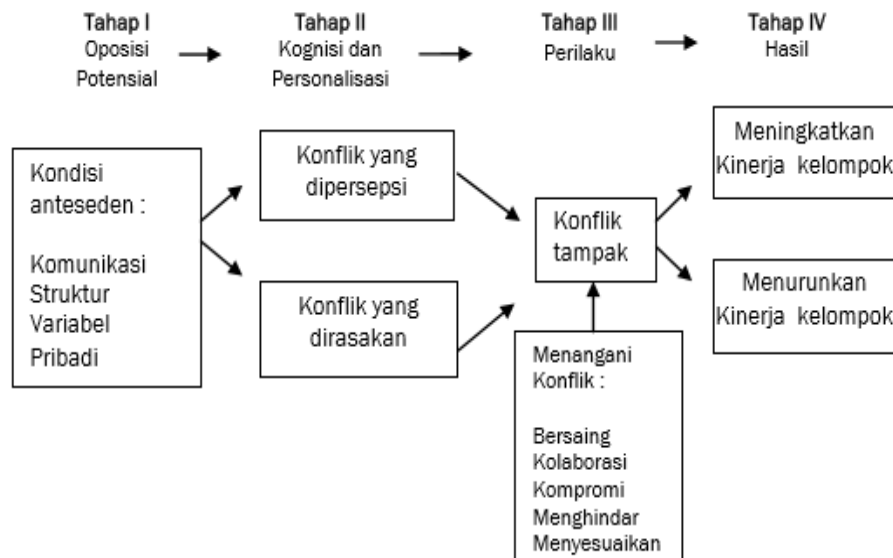 Tahap I
Oposisi
Potensial
Tahap II
Kognisi dan
Personalisasi
Tahap III
Perilaku
Tahap IV
Hasil
Kondisi
anteseden :
Komunikasi
Struktur
Variabel
Pribadi
Konflik yang
dipersepsi
Konflik yang
dirasakan
Konflik
tampak
Menangani
Konflik :
Bersaing
Kolaborasi
Kompromi
Menghindar
Menyesuaikan
Meningkatkan
Kinerja kelompok
Menurunkan
Kinerja kelompok